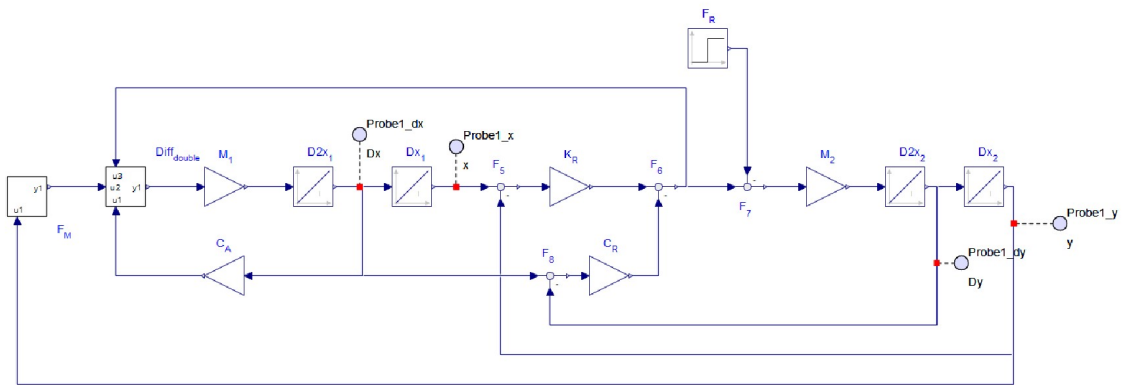 F_R
Probe1_dx
Dx
Probe1_x
x
Diff_double
M_1
D2x_1
Dx_1
F_5
K_R
F_6
M_2
D2x_2
Dx_2
u3
u2 y1
u1
y1
u1
F_M
F_7
C_A
F_8
C_R
Probe1_y
y
Probe1_dy
Dy